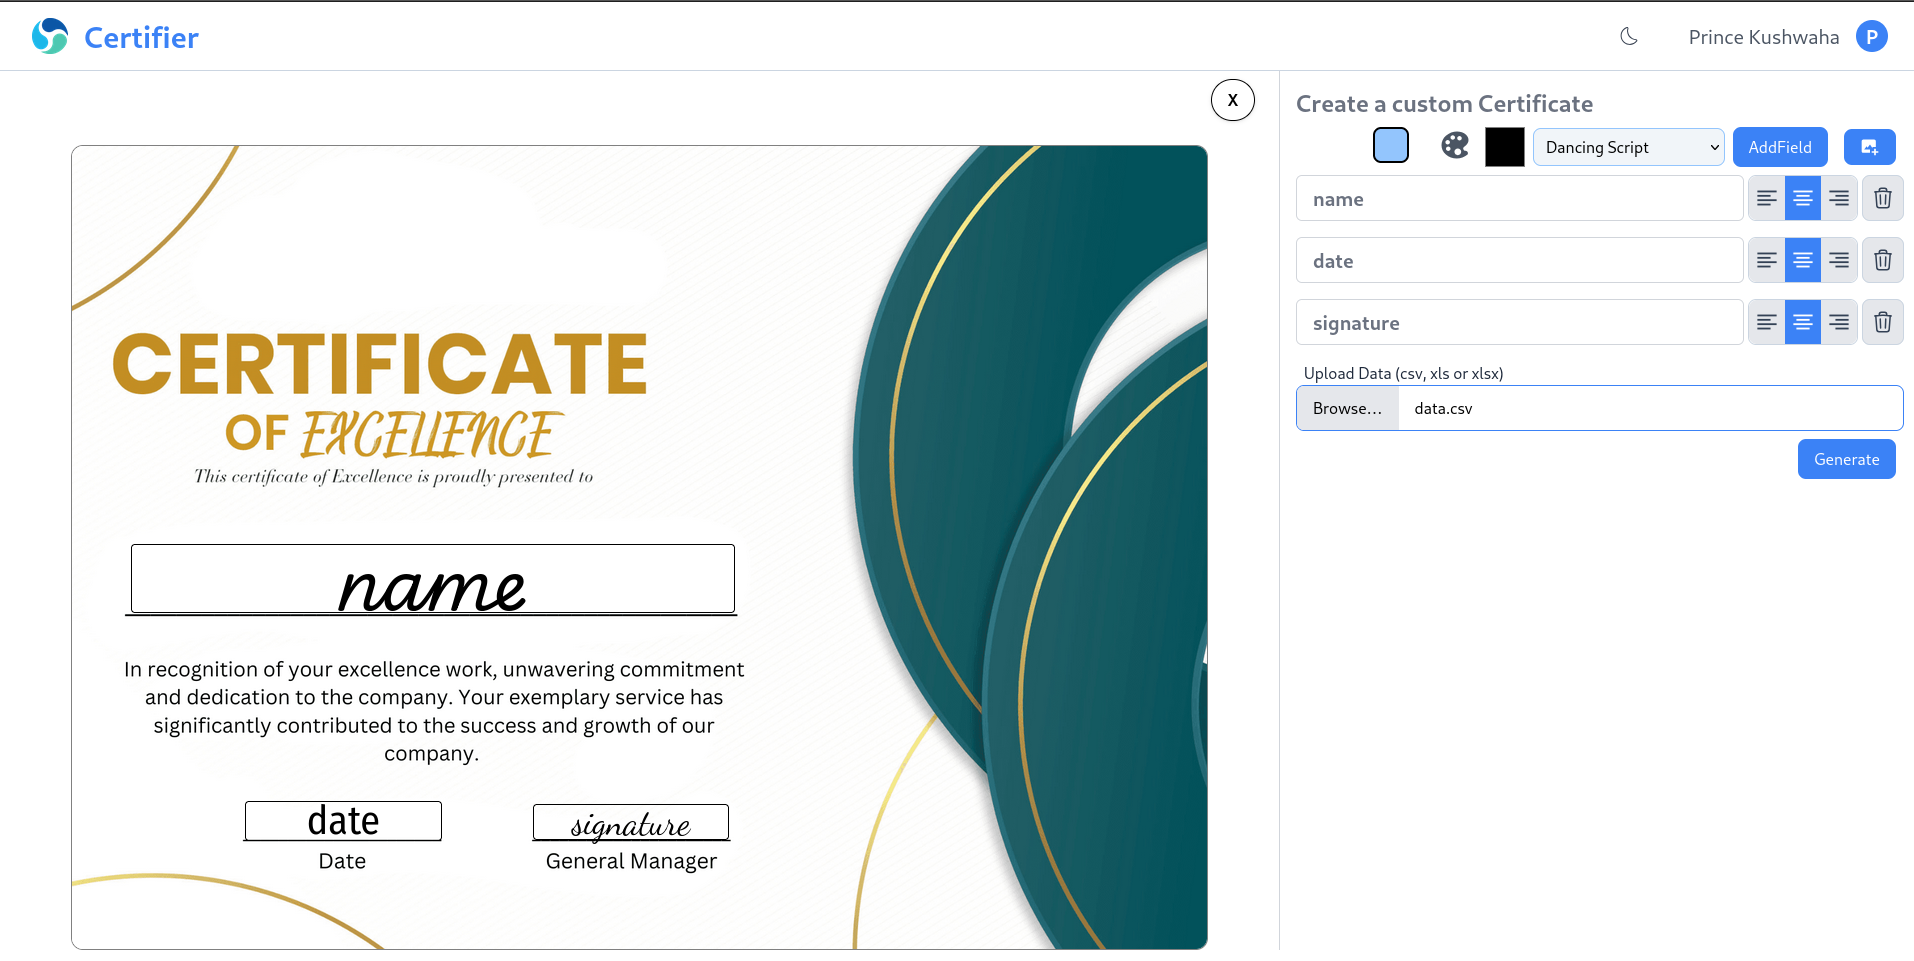 Certifier
Prince Kushwaha
P
X
CERTIFICATE
OF EXCELLENCE
This certificate of Excellence is proudly presented to
name
In recognition of your excellence work, unwavering commitment
and dedication to the company. Your exemplary service has
significantly contributed to the success and growth of our
company.
date
signature
Date
General Manager
Create a custom Certificate
Dancing Script
AddField
name
date
signature
Upload Data (csv, xls or xlsx)
Browse...
data.csv
Generate